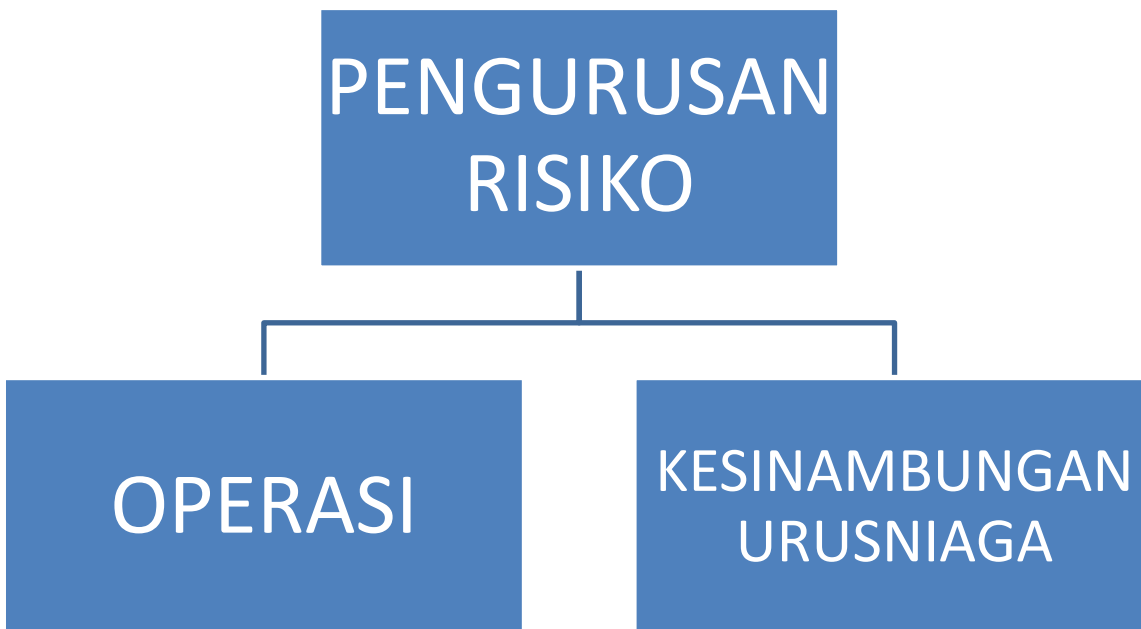 PENGURUSAN
RISIKO
OPERASI
KESINAMBUNGAN
URUSNIAGA